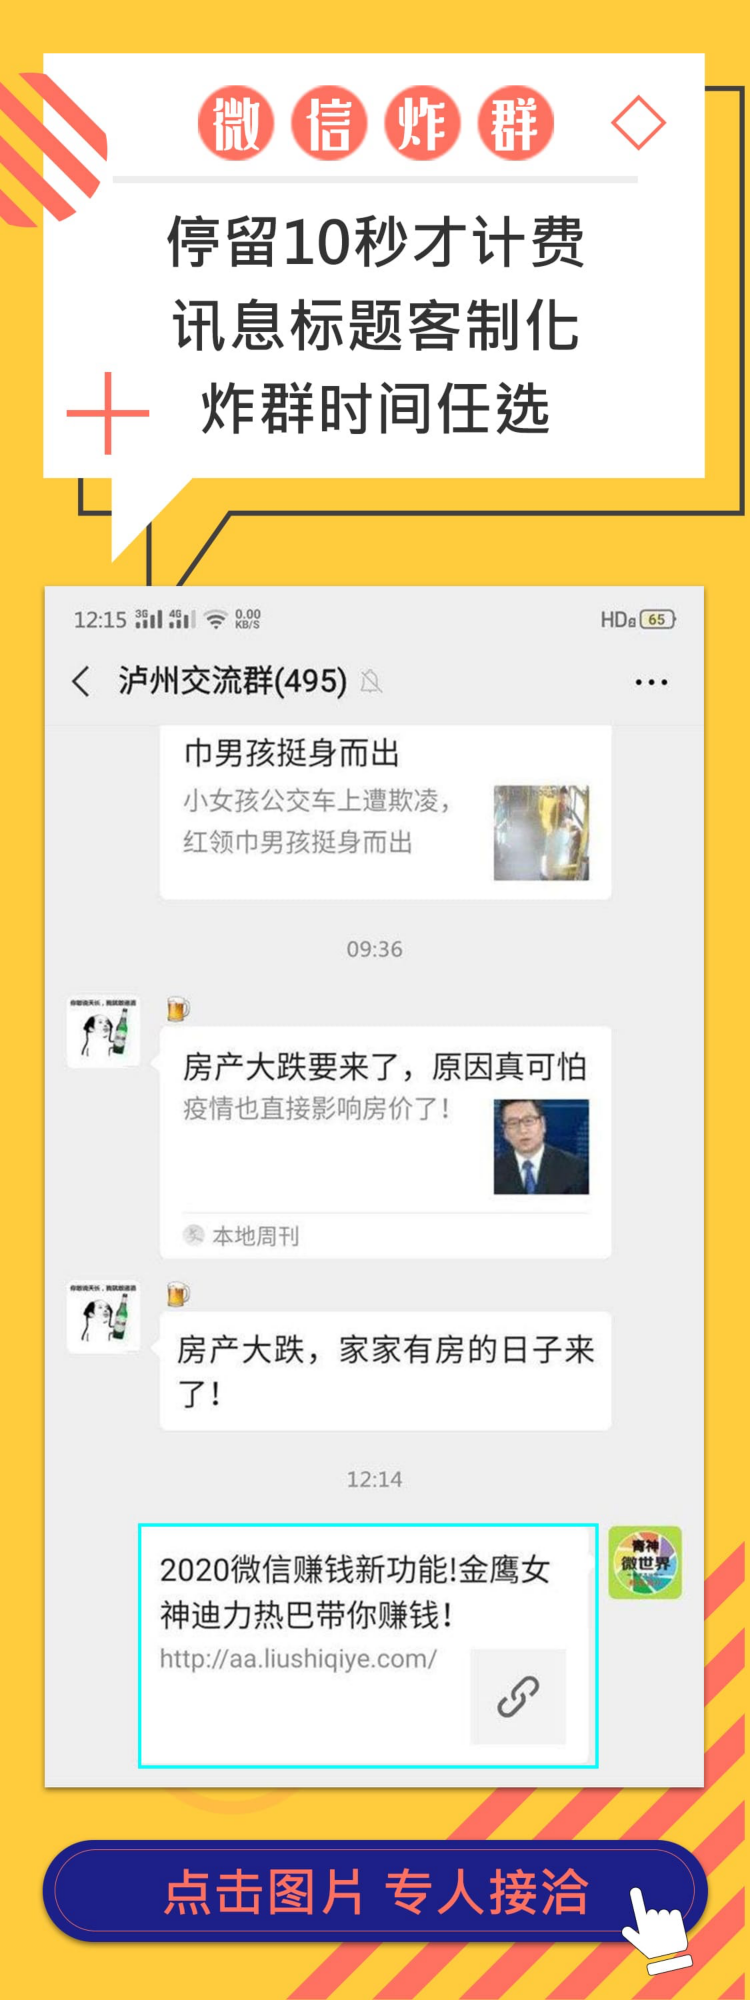 微信炸群
停留10秒才计费
讯息标题客制化
炸群时间任选
12:15 3G 4G 0.00 KB/S HD 65
泸州交流群(495)
巾男孩挺身而出
小女孩公交车上遭欺凌，
红领巾男孩挺身而出
09:36
房产大跌要来了，原因真可怕
疫情也直接影响房价了！
本地周刊
房产大跌，家家有房的日子来
了！
12:14
2020微信赚钱新功能!金鹰女
神迪力热巴带你赚钱！
http://aa.liushiqiye.com/
青神
微世界
点击图片 专人接洽